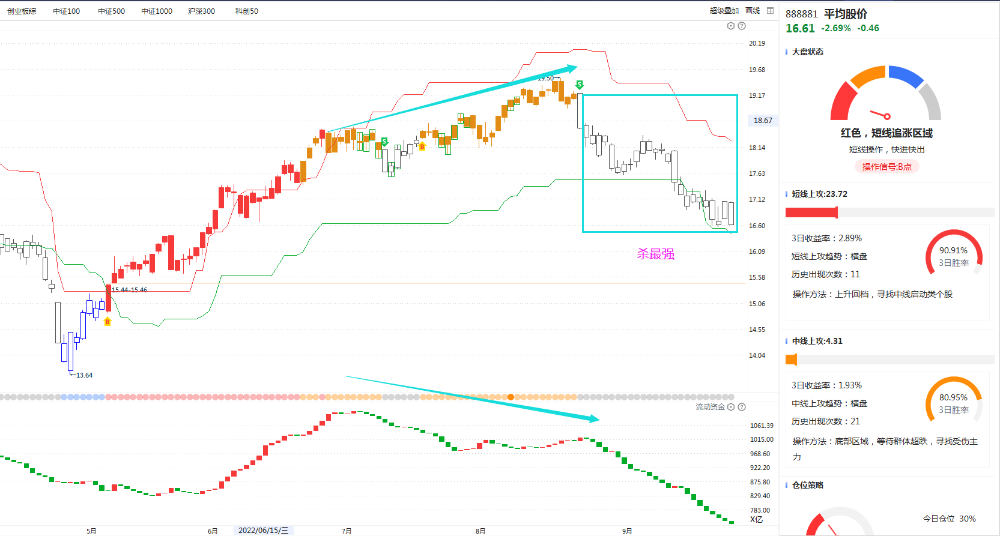 创业板综 中证100 中证500 中证1000 沪深300 科创50 超级叠加 画线
888881 平均股价
16.61 -2.69% -0.46
大盘状态
红色，短线追涨区域
短线操作，快进快出
操作信号:B点
短线上攻:23.72
3日收益率：2.89%
短线上攻趋势：横盘
历史出现次数：11
90.91%
3日胜率
操作方法：上升回档，寻找中线启动类个股
中线上攻:4.31
3日收益率：1.93%
中线上攻趋势：横盘
历史出现次数：21
80.95%
3日胜率
操作方法：底部区域，等待群体超跌，寻找受伤主
力
仓位策略
今日仓位 30%
20.19
19.68
19.17
18.67
18.14
17.63
17.12
16.60
16.09
15.58
15.06
14.55
14.04
19.50
S
S
B
B
15.44-15.46
13.64
杀最强
流动资金
1061.39
1015.00
968.60
922.20
875.80
829.40
783.00
X亿
5月 6月 2022/06/15/三 7月 8月 9月